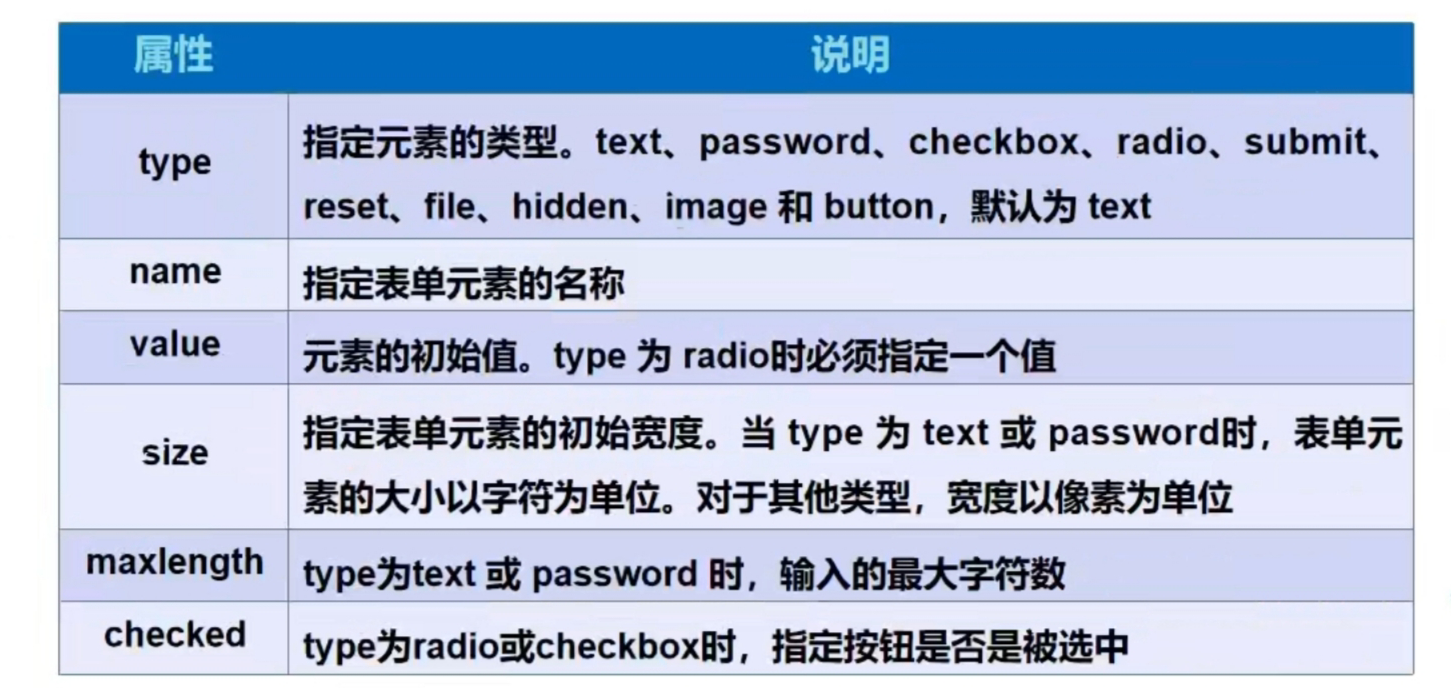 属性 说明
type
指定元素的类型。text、password、checkbox、radio、submit、
reset、file、hidden、image 和 button，默认为 text
name
指定表单元素的名称
value
元素的初始值。type 为 radio时必须指定一个值
size
指定表单元素的初始宽度。当 type 为 text 或 password时，表单元
素的大小以字符为单位。对于其他类型，宽度以像素为单位
maxlength
type为text 或 password 时，输入的最大字符数
checked
type为radio或checkbox时，指定按钮是否是被选中